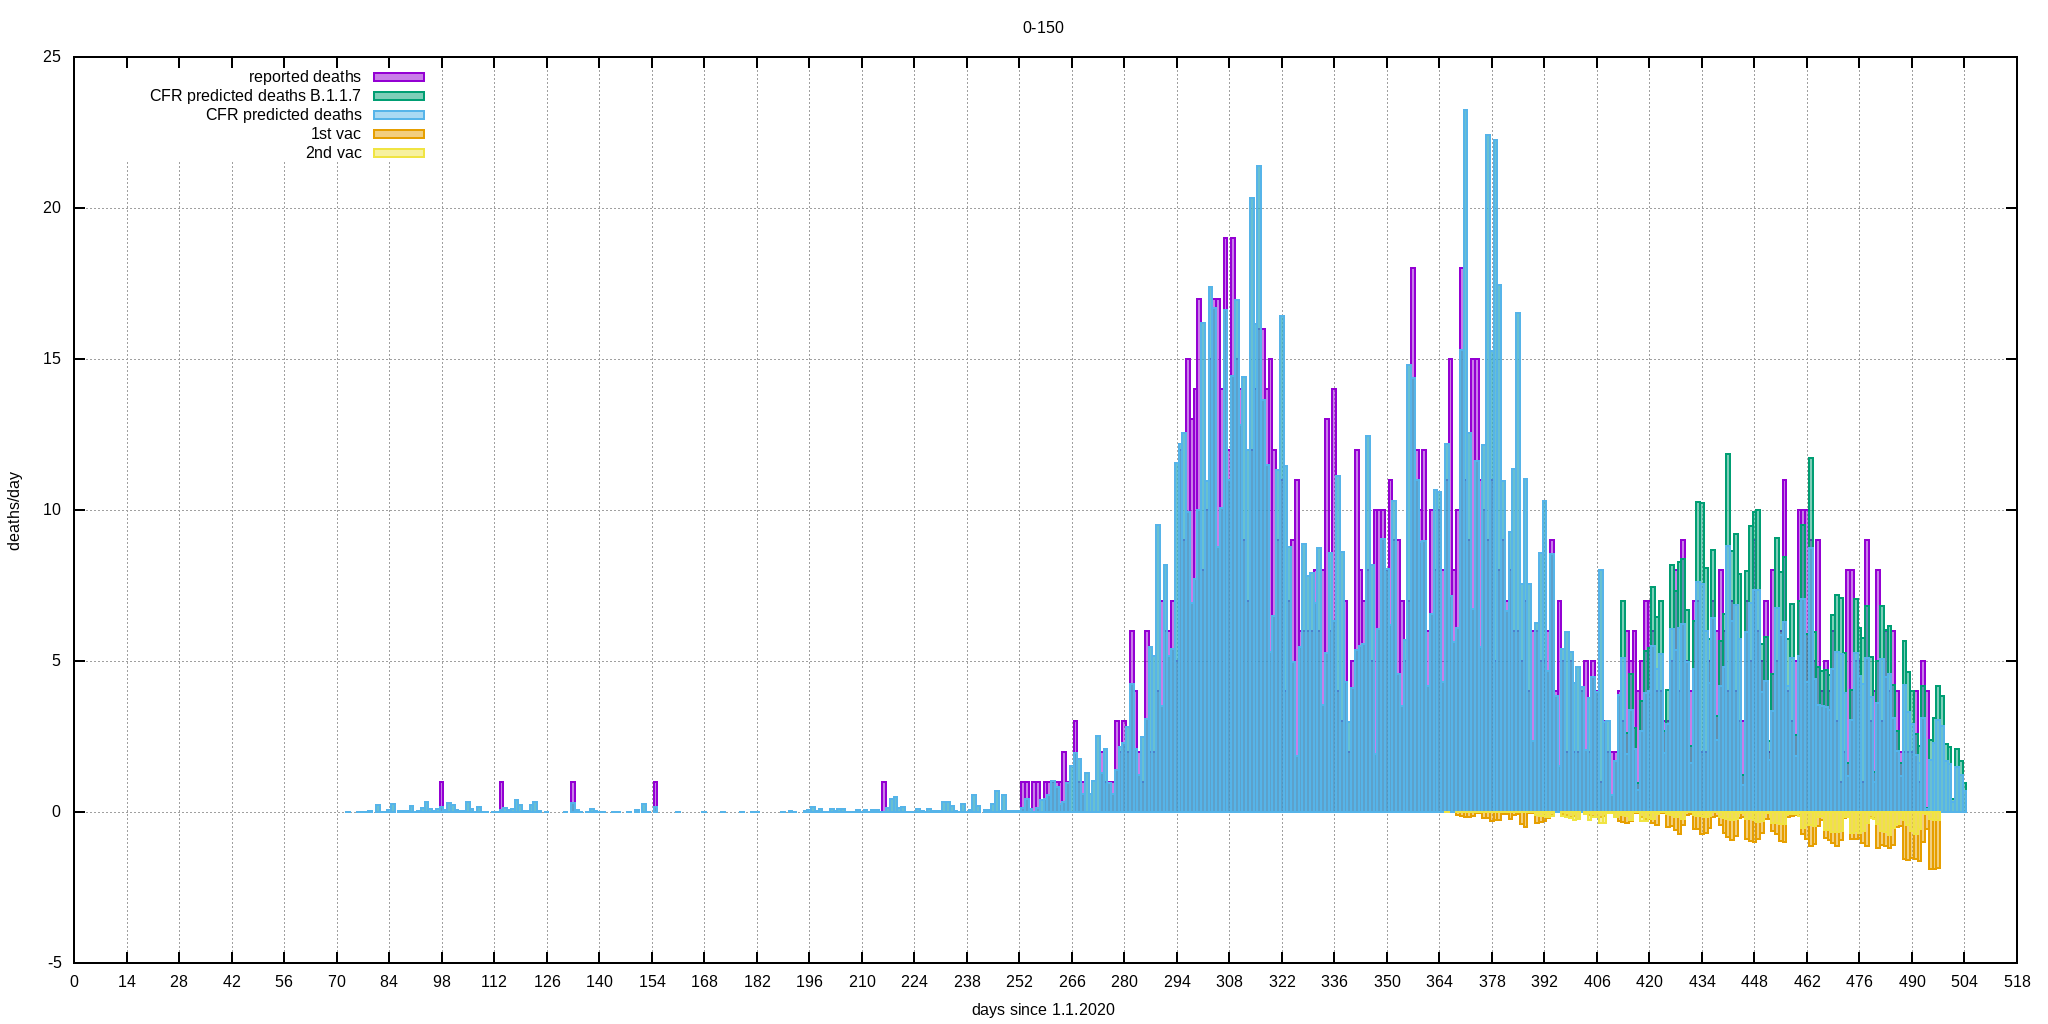 0-150
25
20
15
10
5
0
-5
deaths/day
reported deaths
CFR predicted deaths B.1.1.7
CFR predicted deaths
1st vac
2nd vac
0 14 28 42 56 70 84 98 112 126 140 154 168 182 196 210 224 238 252 266 280 294 308 322 336 350 364 378 392 406 420 434 448 462 476 490 504 518
days since 1.1.2020